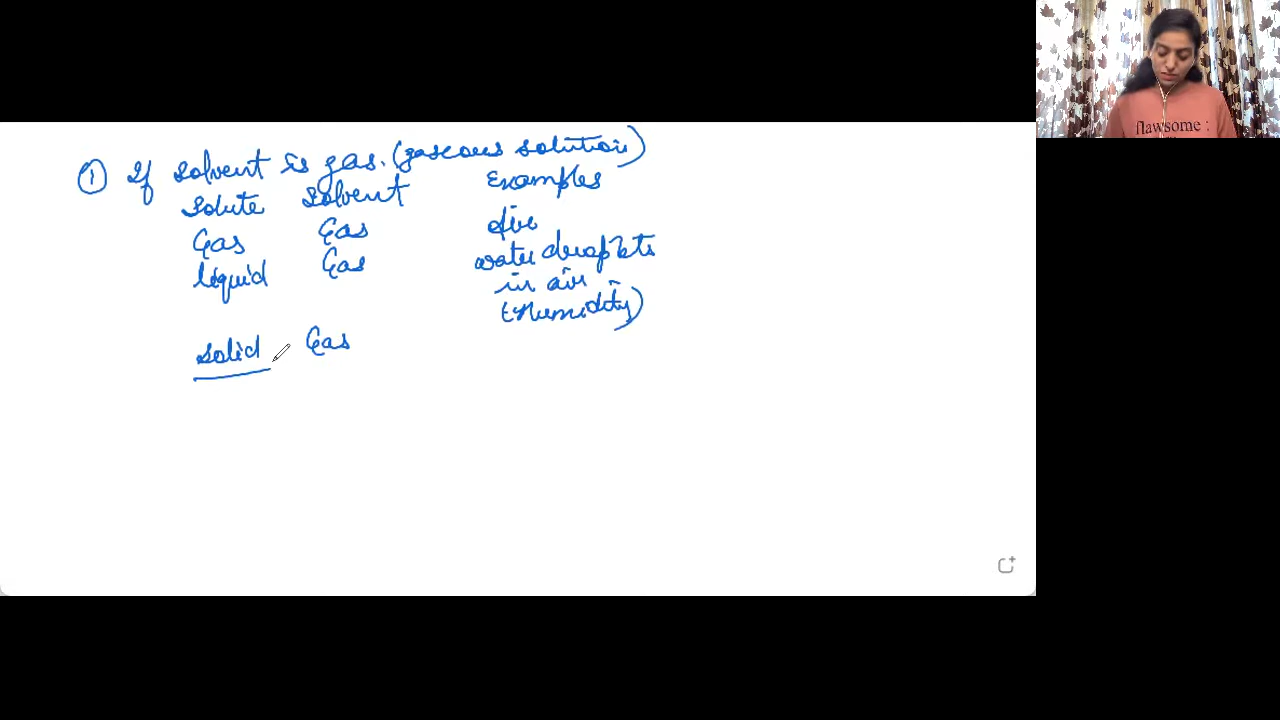 ① If solvent is gas. (gaseous solution)
solute solvent Examples
Gas Gas Air
liquid Gas water droplets
in air
(Humidity)
solid Gas
flawsome :